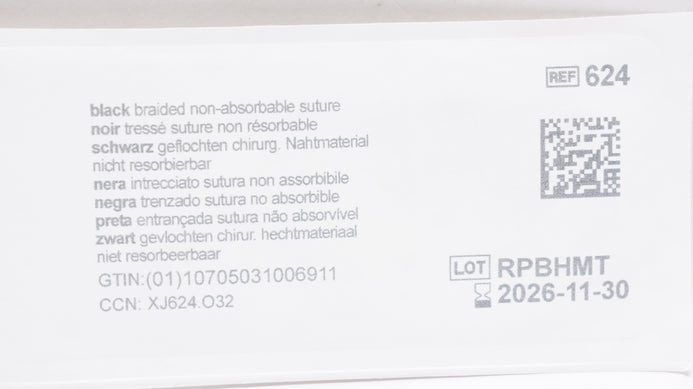 REF 624
black braided non-absorbable suture
noir tressé suture non résorbable
schwarz geflochten chirurg. Nahtmaterial
nicht resorbierbar
nera intrecciato sutura non assorbibile
negra trenzado sutura no absorbible
preta entrançada sutura não absorvível
zwart gevlochten chirur. hechtmateriaal
niet resorbeerbaar
GTIN:(01)10705031006911
CCN: XJ624.O32
LOT RPBHMT
2026-11-30